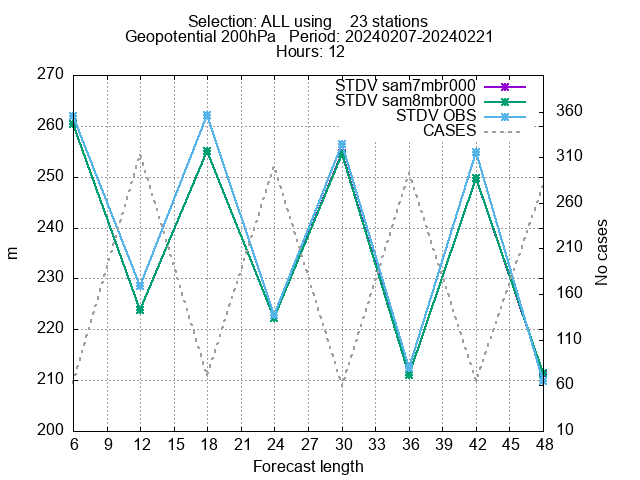 Selection: ALL using 23 stations
Geopotential 200hPa Period: 20240207-20240221
Hours: 12
STDV sam7mbr000
STDV sam8mbr000
STDV OBS
CASES
270
260
250
240
230
220
210
200
m
360
310
260
210
160
110
60
10
No cases
6 9 12 15 18 21 24 27 30 33 36 39 42 45 48
Forecast length